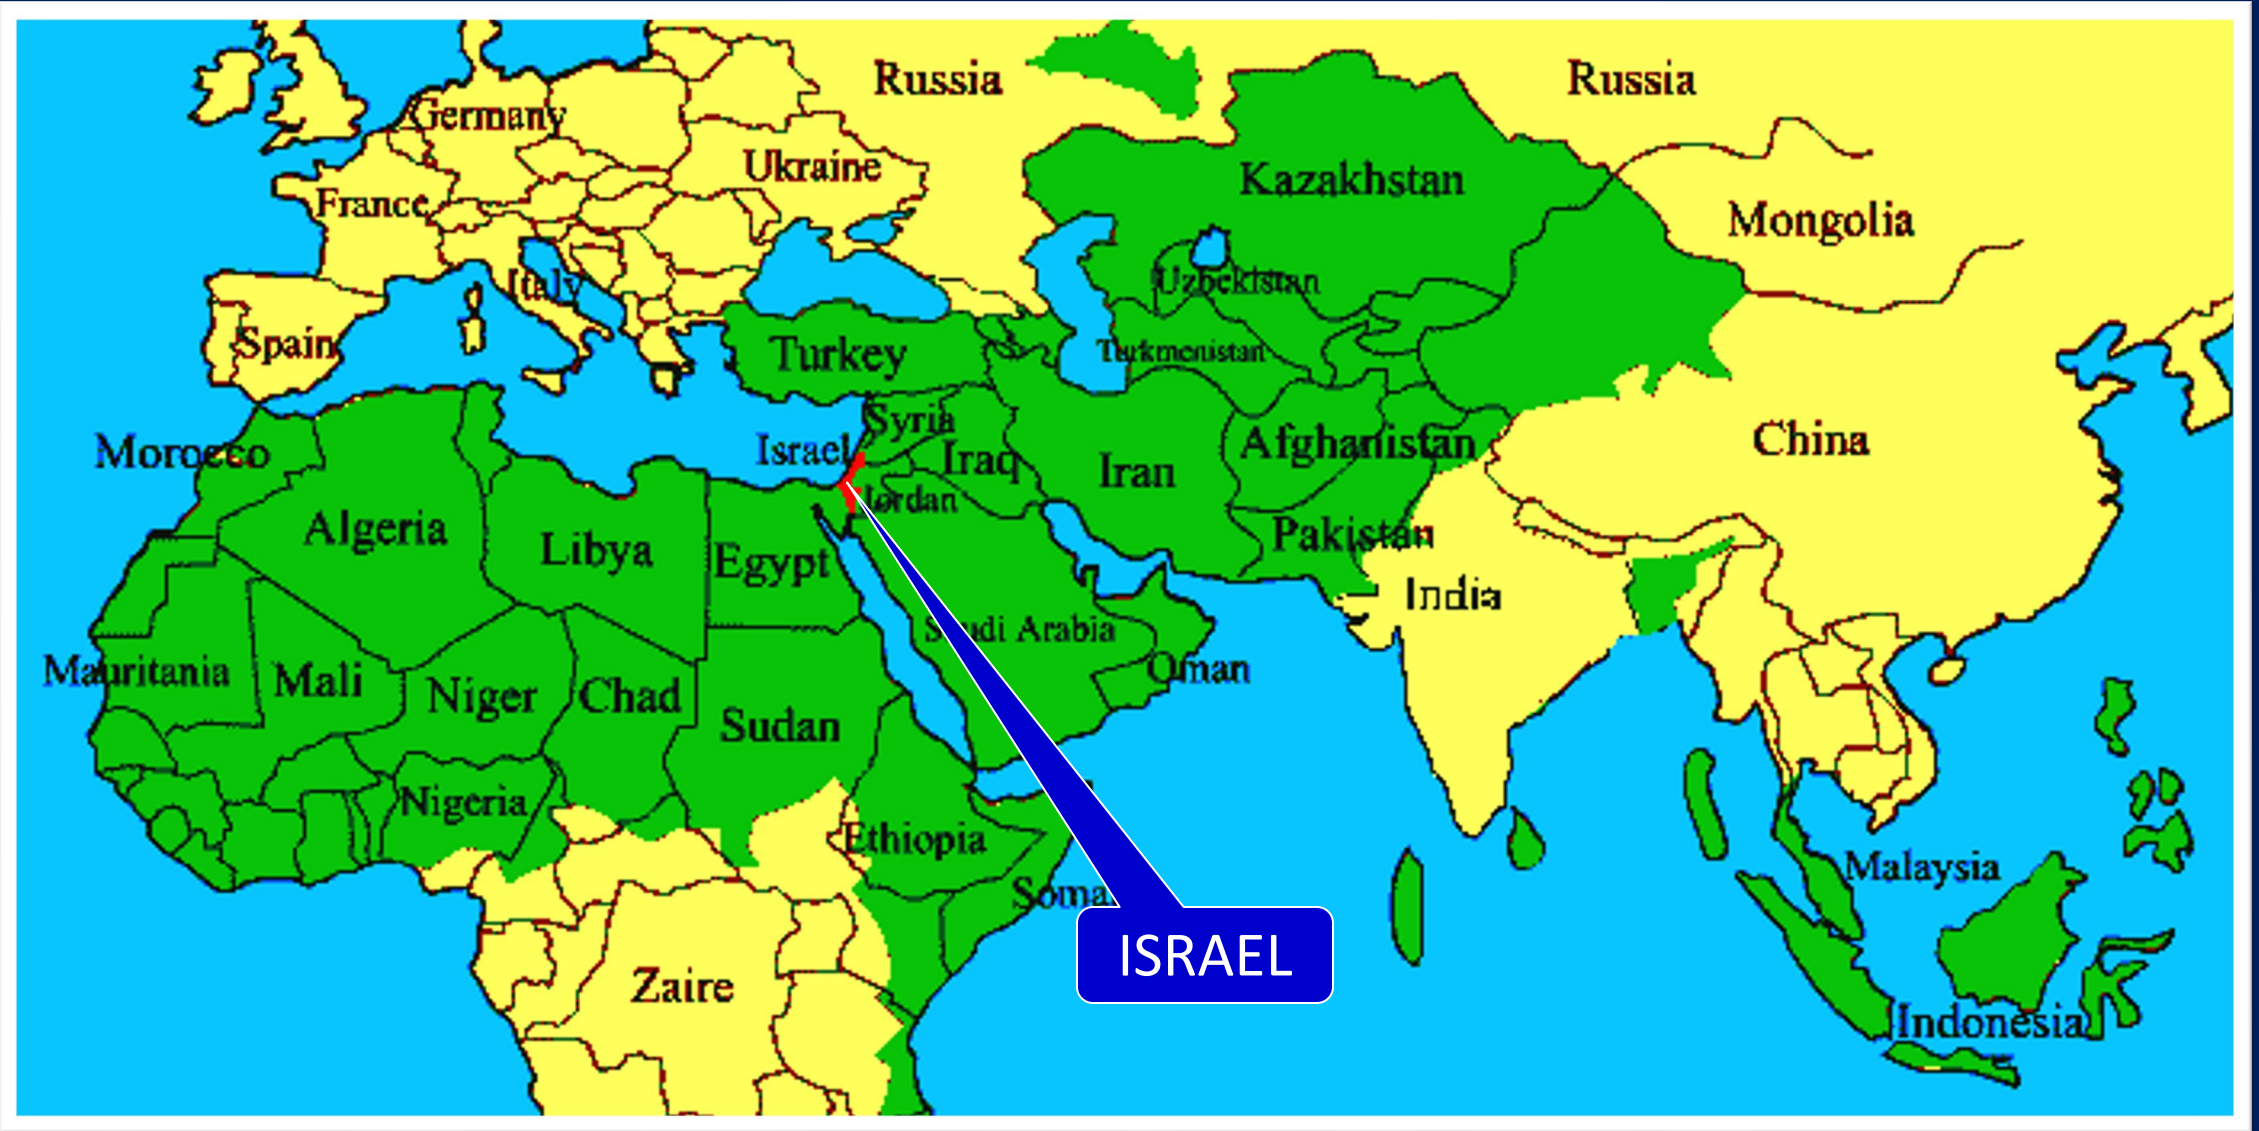 Russia
Russia
Germany
Ukraine
Kazakhstan
France
Mongolia
Italy
Uzbekistan
Spain
Turkey
Turkmenistan
Syria
China
Morocco
Israel
Iraq
Afghanistan
Iran
Jordan
Algeria
Libya
Egypt
Pakistan
India
Saudi Arabia
Mauritania
Mali
Niger
Chad
Oman
Sudan
Nigeria
Ethiopia
Malaysia
Soma
ISRAEL
Zaire
Indonesia